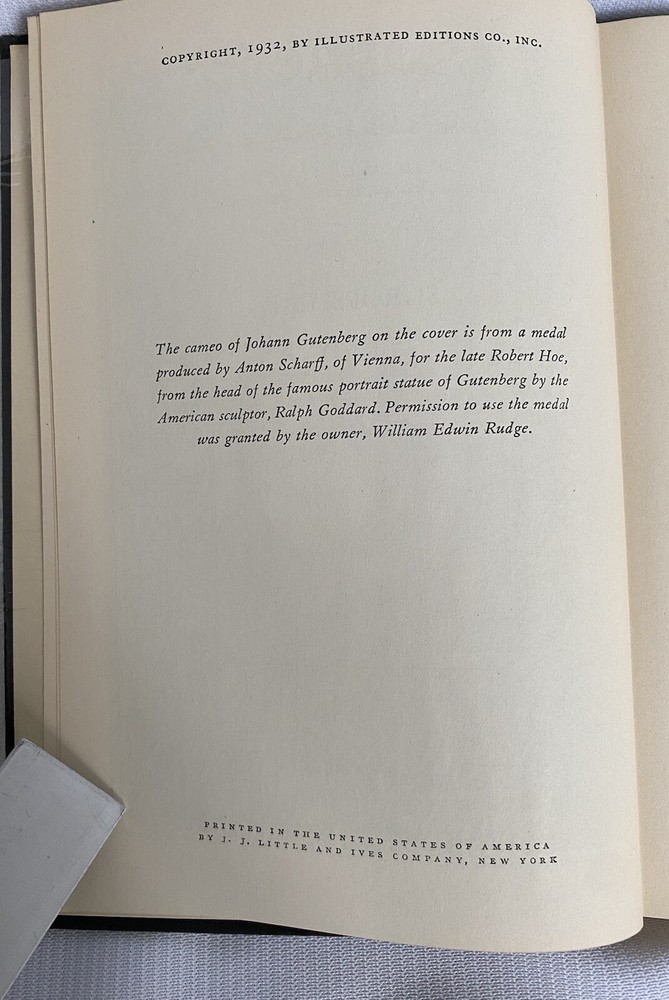 COPYRIGHT, 1932, BY ILLUSTRATED EDITIONS CO., INC.
The cameo of Johann Gutenberg on the cover is from a medal
produced by Anton Scharff, of Vienna, for the late Robert Hoe,
from the head of the famous portrait statue of Gutenberg by the
American sculptor, Ralph Goddard. Permission to use the medal
was granted by the owner, William Edwin Rudge.
PRINTED IN THE UNITED STATES OF AMERICA
BY J. J. LITTLE AND IVES COMPANY, NEW YORK